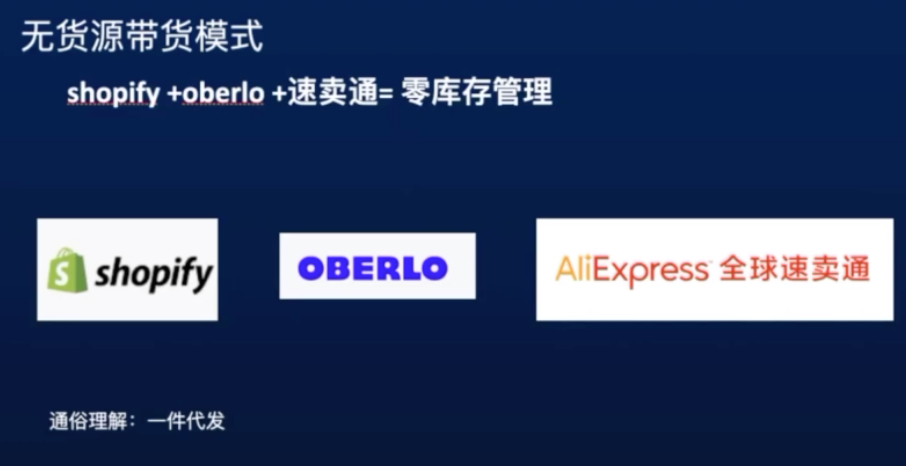 无货源带货模式
shopify +oberlo +速卖通= 零库存管理
shopify
OBERLO
AliExpress™ 全球速卖通
通俗理解：一件代发